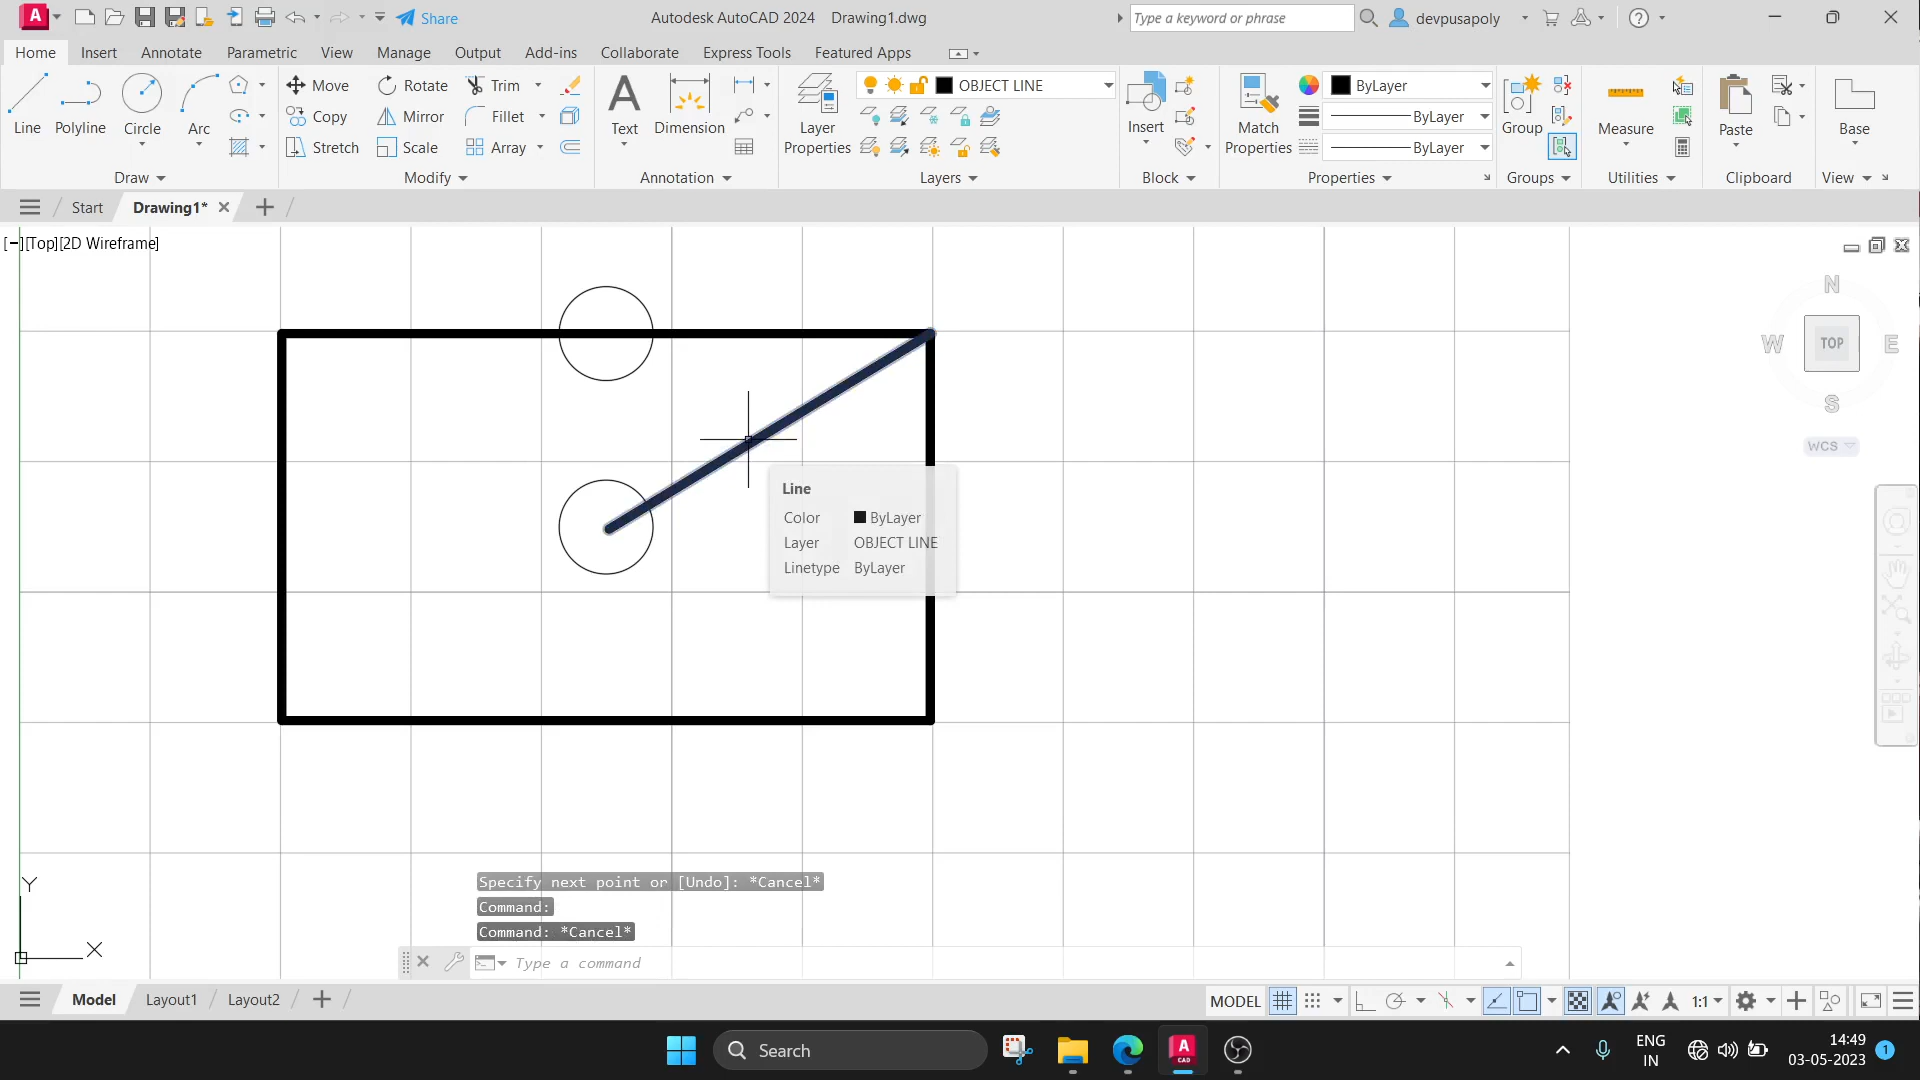 A
Share
Autodesk AutoCAD 2024 Drawing1.dwg
Type a keyword or phrase
devpusapoly
Home Insert Annotate Parametric View Manage Output Add-ins Collaborate Express Tools Featured Apps
Line Polyline Circle Arc
Move Rotate Trim
Copy Mirror Fillet
Stretch Scale Array
Text Dimension
Layer Properties
OBJECT LINE
Insert
Match Properties
ByLayer
ByLayer
ByLayer
Group
Measure
Paste
Base
Draw Modify Annotation Layers Block Properties Groups Utilities Clipboard View
Start Drawing1*
[−][Top][2D Wireframe]
N
W TOP E
S
WCS
Line
Color ByLayer
Layer OBJECT LINE
Linetype ByLayer
Y
X
Specify next point or [Undo]: *Cancel*
Command:
Command: *Cancel*
Type a command
Model Layout1 Layout2
MODEL 1:1
Search
A CAD
ENG IN
14:49
03-05-2023
1